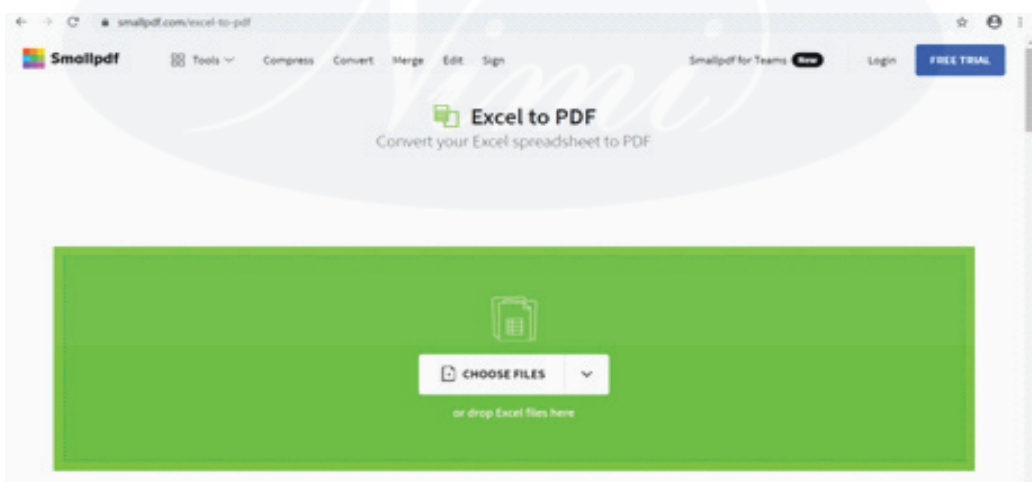 smallpdf.com/excel-to-pdf
Smallpdf Tools Compress Convert Merge Edit Sign Smallpdf for Teams New Login FREE TRIAL
Excel to PDF
Convert your Excel spreadsheet to PDF
CHOOSE FILES
or drop Excel files here
Nimi